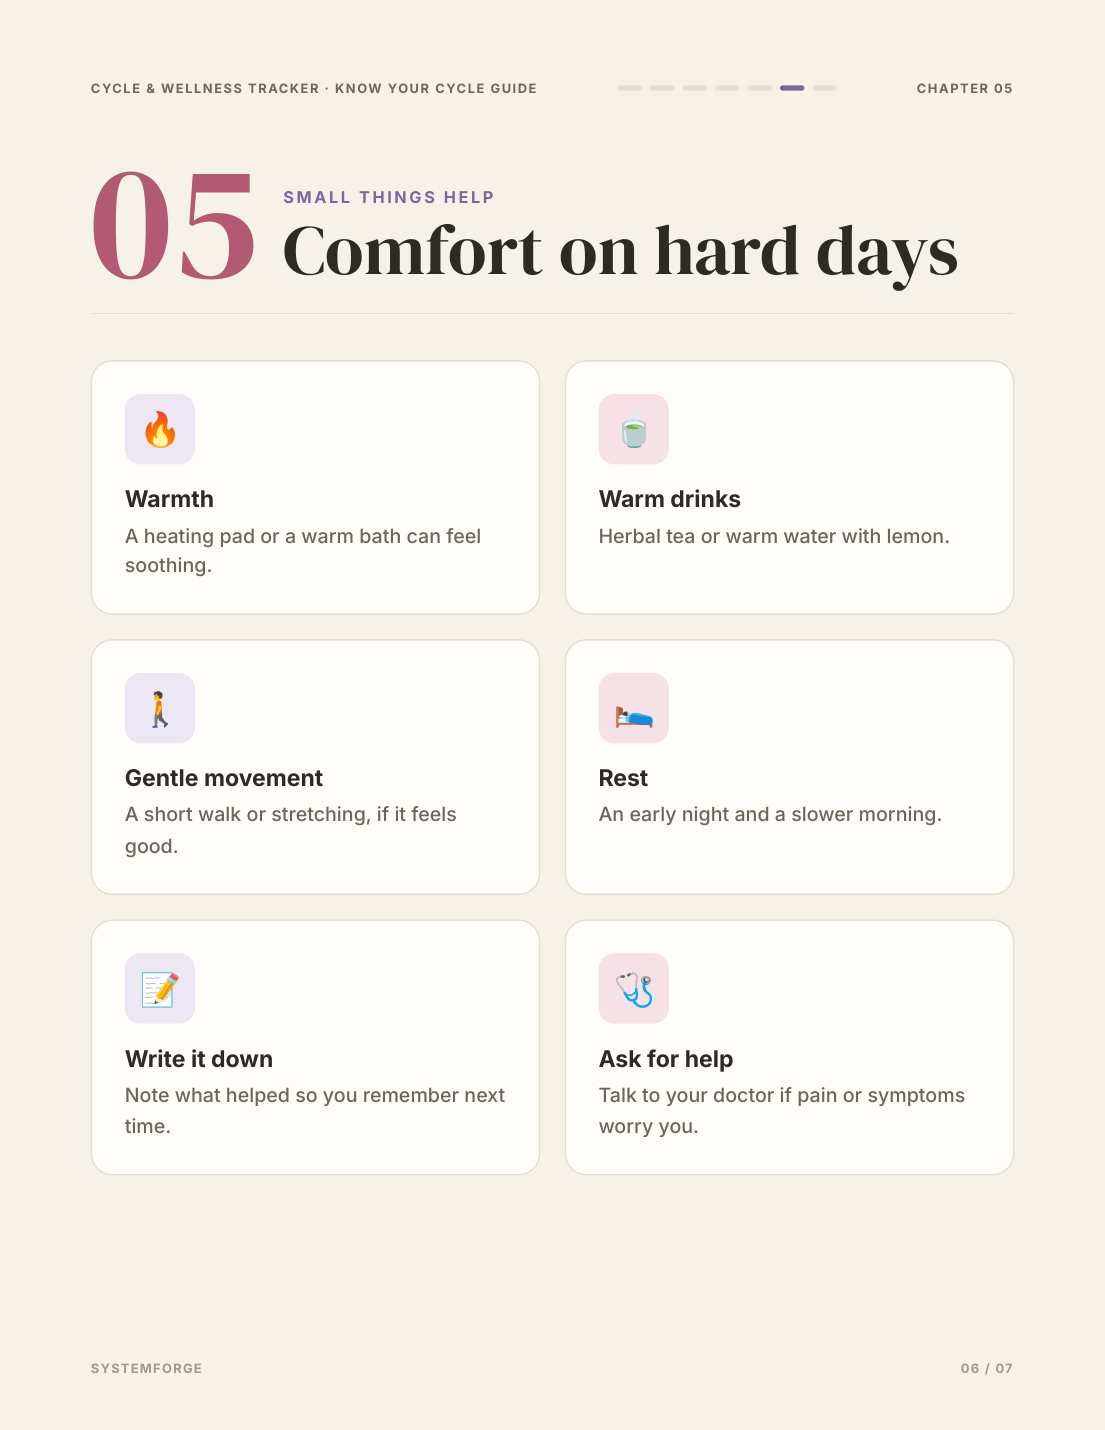 CYCLE & WELLNESS TRACKER · KNOW YOUR CYCLE GUIDE
CHAPTER 05
05
SMALL THINGS HELP
Comfort on hard days
Warmth
A heating pad or a warm bath can feel
soothing.
Warm drinks
Herbal tea or warm water with lemon.
Gentle movement
A short walk or stretching, if it feels
good.
Rest
An early night and a slower morning.
Write it down
Note what helped so you remember next
time.
Ask for help
Talk to your doctor if pain or symptoms
worry you.
SYSTEMFORGE
06 / 07